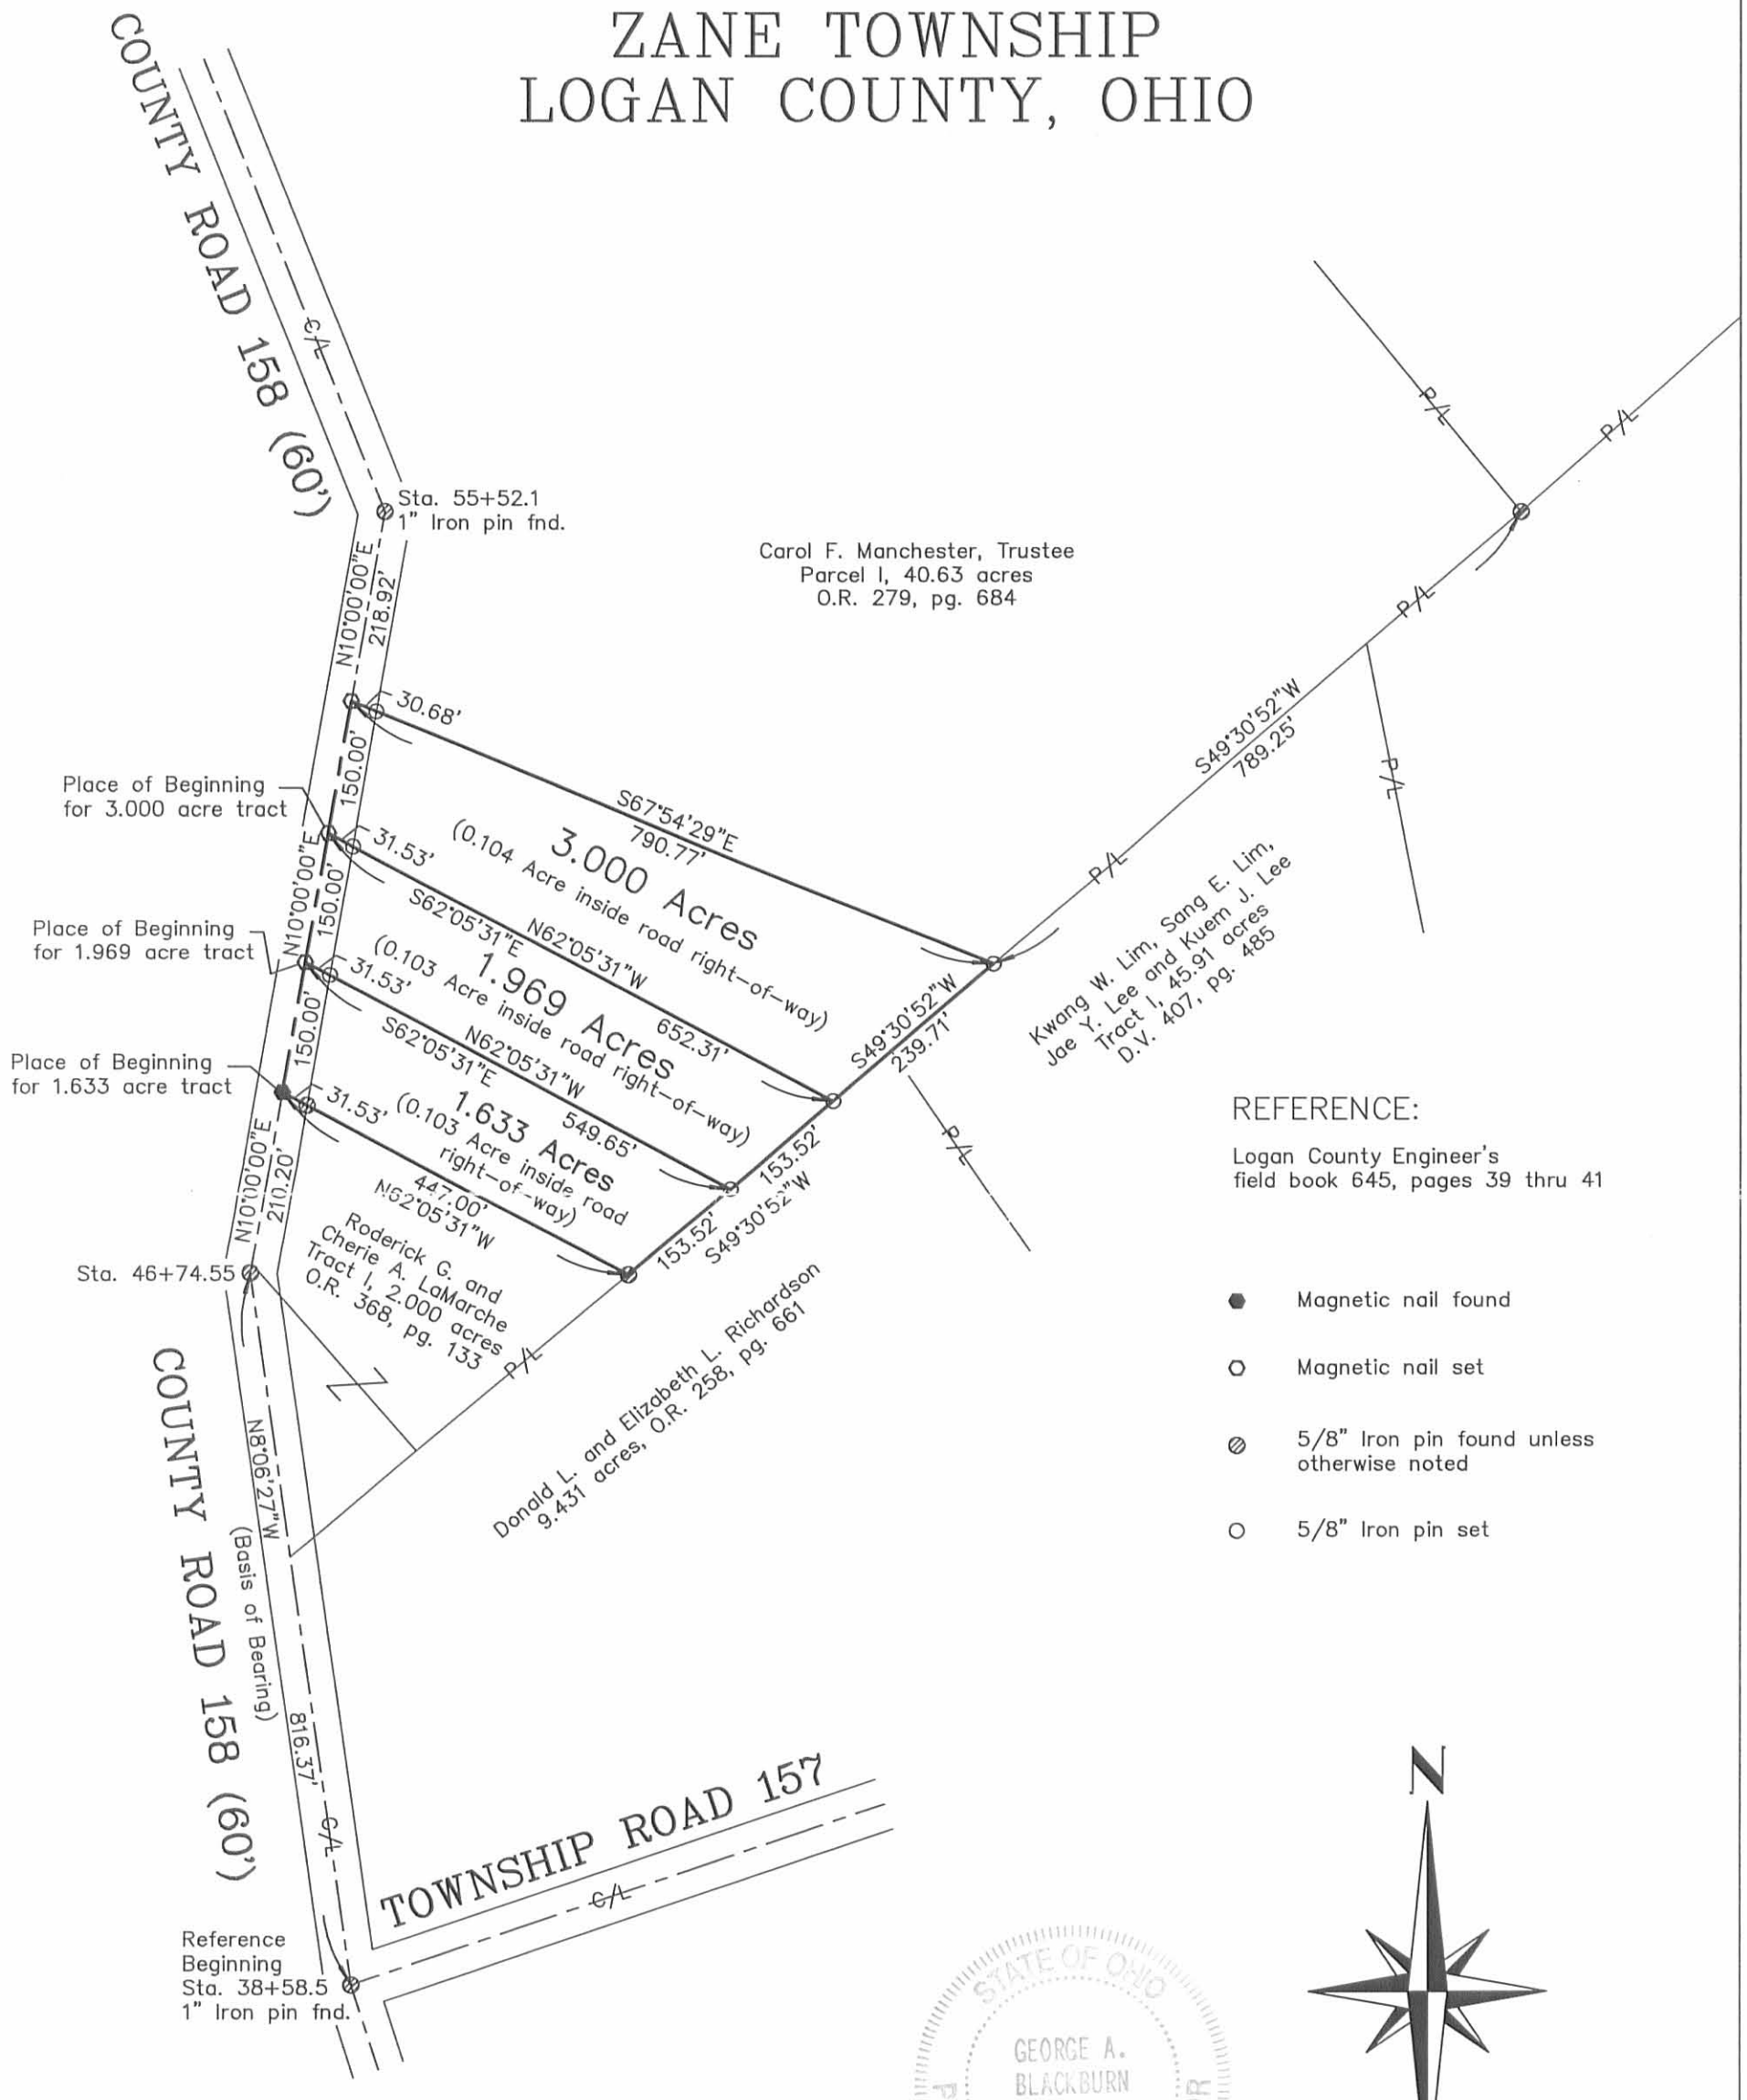 ZANE TOWNSHIP
LOGAN COUNTY, OHIO
COUNTY ROAD 158 (60')
C/L
Sta. 55+52.1
1" Iron pin fnd.
N10°00'00"E
218.92'
Carol F. Manchester, Trustee
Parcel I, 40.63 acres
O.R. 279, pg. 684
P/L
P/L
P/L
P/L
P/L
S49°30'52"W
789.25'
30.68'
150.00'
Place of Beginning
for 3.000 acre tract
S67°54'29"E
790.77'
3.000 Acres
(0.104 Acre inside road right-of-way)
31.53'
N10°00'00"E
150.00'
S62°05'31"E
N62°05'31"W
652.31'
Place of Beginning
for 1.969 acre tract
1.969 Acres
(0.103 Acre inside road right-of-way)
31.53'
150.00'
S62°05'31"E
N62°05'31"W
549.65'
Place of Beginning
for 1.633 acre tract
1.633 Acres
(0.103 Acre inside road
right-of-way)
31.53'
447.00'
N62°05'31"W
S49°30'52"W
239.71'
153.52'
153.52'
S49°30'52"W
Kwang W. Lim, Sang E. Lim,
Jae Y. Lee and Kuem J. Lee
Tract I, 45.91 acres
D.V. 407, pg. 485
P/L
N10°00'00"E
210.20'
Sta. 46+74.55
Roderick G. and
Cherie A. LaMarche
Tract I, 2.000 acres
O.R. 368, pg. 133
P/L
Donald L. and Elizabeth L. Richardson
9.431 acres, O.R. 258, pg. 661
REFERENCE:
Logan County Engineer's
field book 645, pages 39 thru 41
Magnetic nail found
Magnetic nail set
5/8" Iron pin found unless
otherwise noted
5/8" Iron pin set
COUNTY ROAD 158 (60')
N8°06'27"W
(Basis of Bearing)
816.37'
C/L
TOWNSHIP ROAD 157
C/L
Reference
Beginning
Sta. 38+58.5
1" Iron pin fnd.
N
STATE OF OHIO
GEORGE A.
BLACKBURN